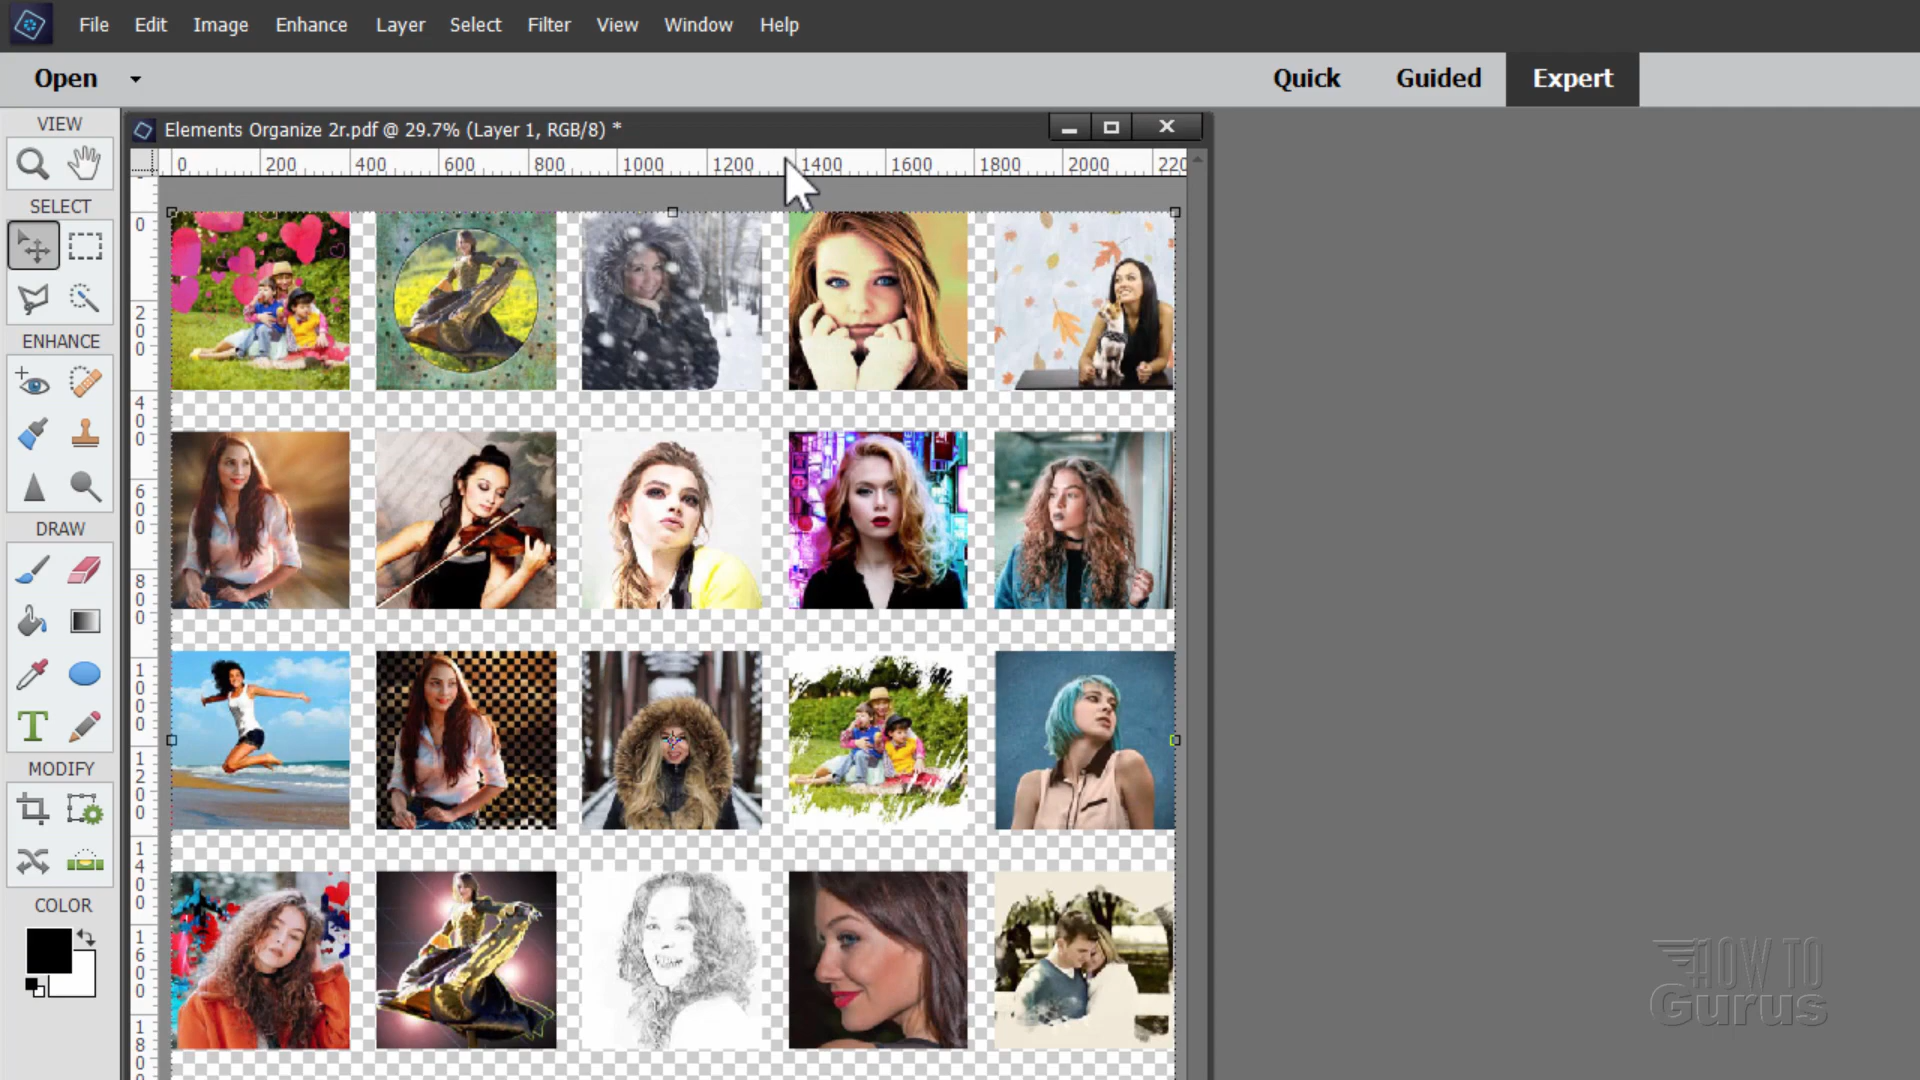 File Edit Image Enhance Layer Select Filter View Window Help
Open Quick Guided Expert
VIEW
Elements Organize 2r.pdf @ 29.7% (Layer 1, RGB/8) *
0 200 400 600 800 1000 1200 1400 1600 1800 2000 220
SELECT
0
200
ENHANCE
400
600
DRAW
800
1000
T
MODIFY
1200
1400
COLOR
1600
180
HOW TO
Gurus